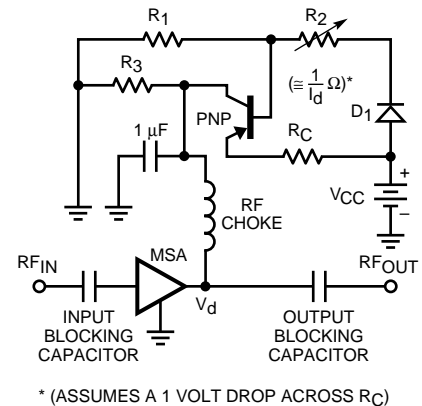 R1
R2
R3
(≅ 1/Id Ω)*
PNP
D1
1 µF
RC
VCC
+
–
RF
CHOKE
MSA
RFIN
RFOUT
Vd
INPUT
BLOCKING
CAPACITOR
OUTPUT
BLOCKING
CAPACITOR
* (ASSUMES A 1 VOLT DROP ACROSS RC)